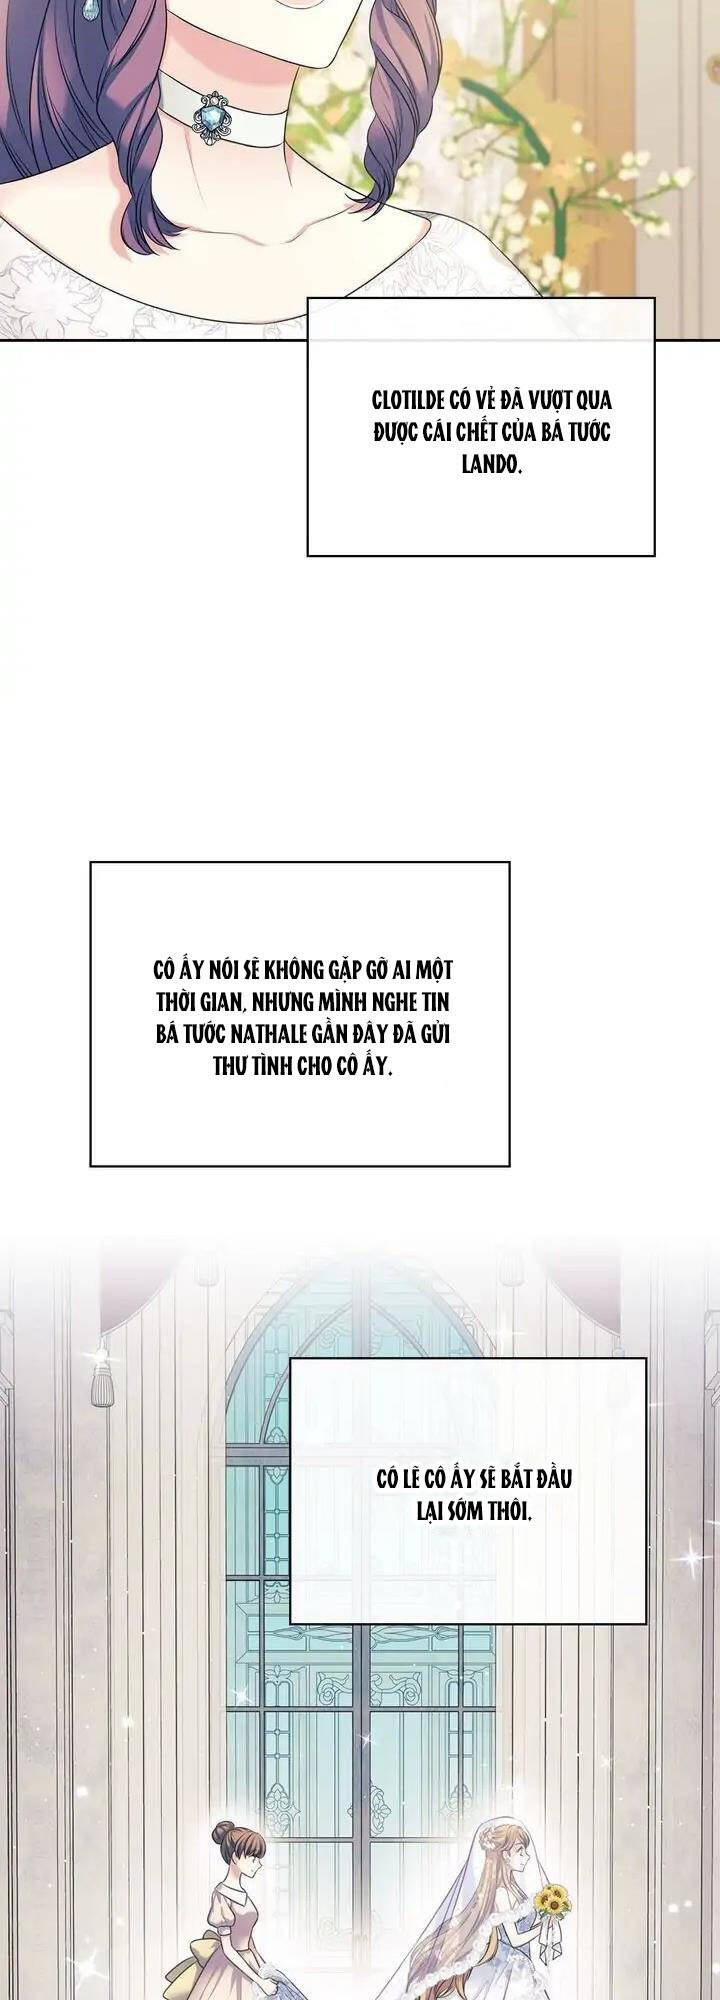 CLOTILDE CÓ VẺ ĐÃ VƯỢT QUA
ĐƯỢC CÁI CHẾT CỦA BÁ TƯỚC
LANDO.
CÔ ẤY NÓI SẼ KHÔNG GẶP GỠ AI MỘT
THỜI GIAN, NHƯNG MÌNH NGHE TIN
BÁ TƯỚC NATHALE GẦN ĐÂY ĐÃ GỬI
THƯ TÌNH CHO CÔ ẤY.
CÓ LẼ CÔ ẤY SẼ BẮT ĐẦU
LẠI SỚM THÔI.